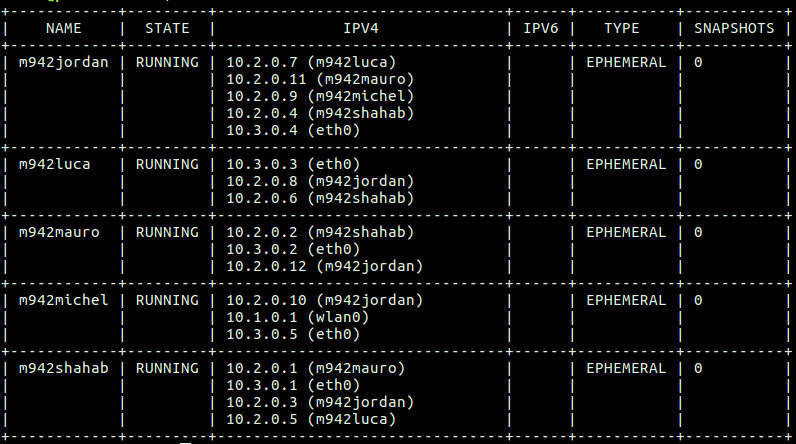 +------------+---------+-----------------------------+------+-----------+-----------+
|    NAME    |  STATE  |            IPV4             | IPV6 |   TYPE    | SNAPSHOTS |
+------------+---------+-----------------------------+------+-----------+-----------+
| m942jordan | RUNNING | 10.2.0.7 (m942luca)         |      | EPHEMERAL | 0         |
|            |         | 10.2.0.11 (m942mauro)       |      |           |           |
|            |         | 10.2.0.9 (m942michel)       |      |           |           |
|            |         | 10.2.0.4 (m942shahab)       |      |           |           |
|            |         | 10.3.0.4 (eth0)             |      |           |           |
+------------+---------+-----------------------------+------+-----------+-----------+
| m942luca   | RUNNING | 10.3.0.3 (eth0)             |      | EPHEMERAL | 0         |
|            |         | 10.2.0.8 (m942jordan)       |      |           |           |
|            |         | 10.2.0.6 (m942shahab)       |      |           |           |
+------------+---------+-----------------------------+------+-----------+-----------+
| m942mauro  | RUNNING | 10.2.0.2 (m942shahab)       |      | EPHEMERAL | 0         |
|            |         | 10.3.0.2 (eth0)             |      |           |           |
|            |         | 10.2.0.12 (m942jordan)      |      |           |           |
+------------+---------+-----------------------------+------+-----------+-----------+
| m942michel | RUNNING | 10.2.0.10 (m942jordan)      |      | EPHEMERAL | 0         |
|            |         | 10.1.0.1 (wlan0)            |      |           |           |
|            |         | 10.3.0.5 (eth0)             |      |           |           |
+------------+---------+-----------------------------+------+-----------+-----------+
| m942shahab | RUNNING | 10.2.0.1 (m942mauro)        |      | EPHEMERAL | 0         |
|            |         | 10.3.0.1 (eth0)             |      |           |           |
|            |         | 10.2.0.3 (m942jordan)       |      |           |           |
|            |         | 10.2.0.5 (m942luca)         |      |           |           |
+------------+---------+-----------------------------+------+-----------+-----------+